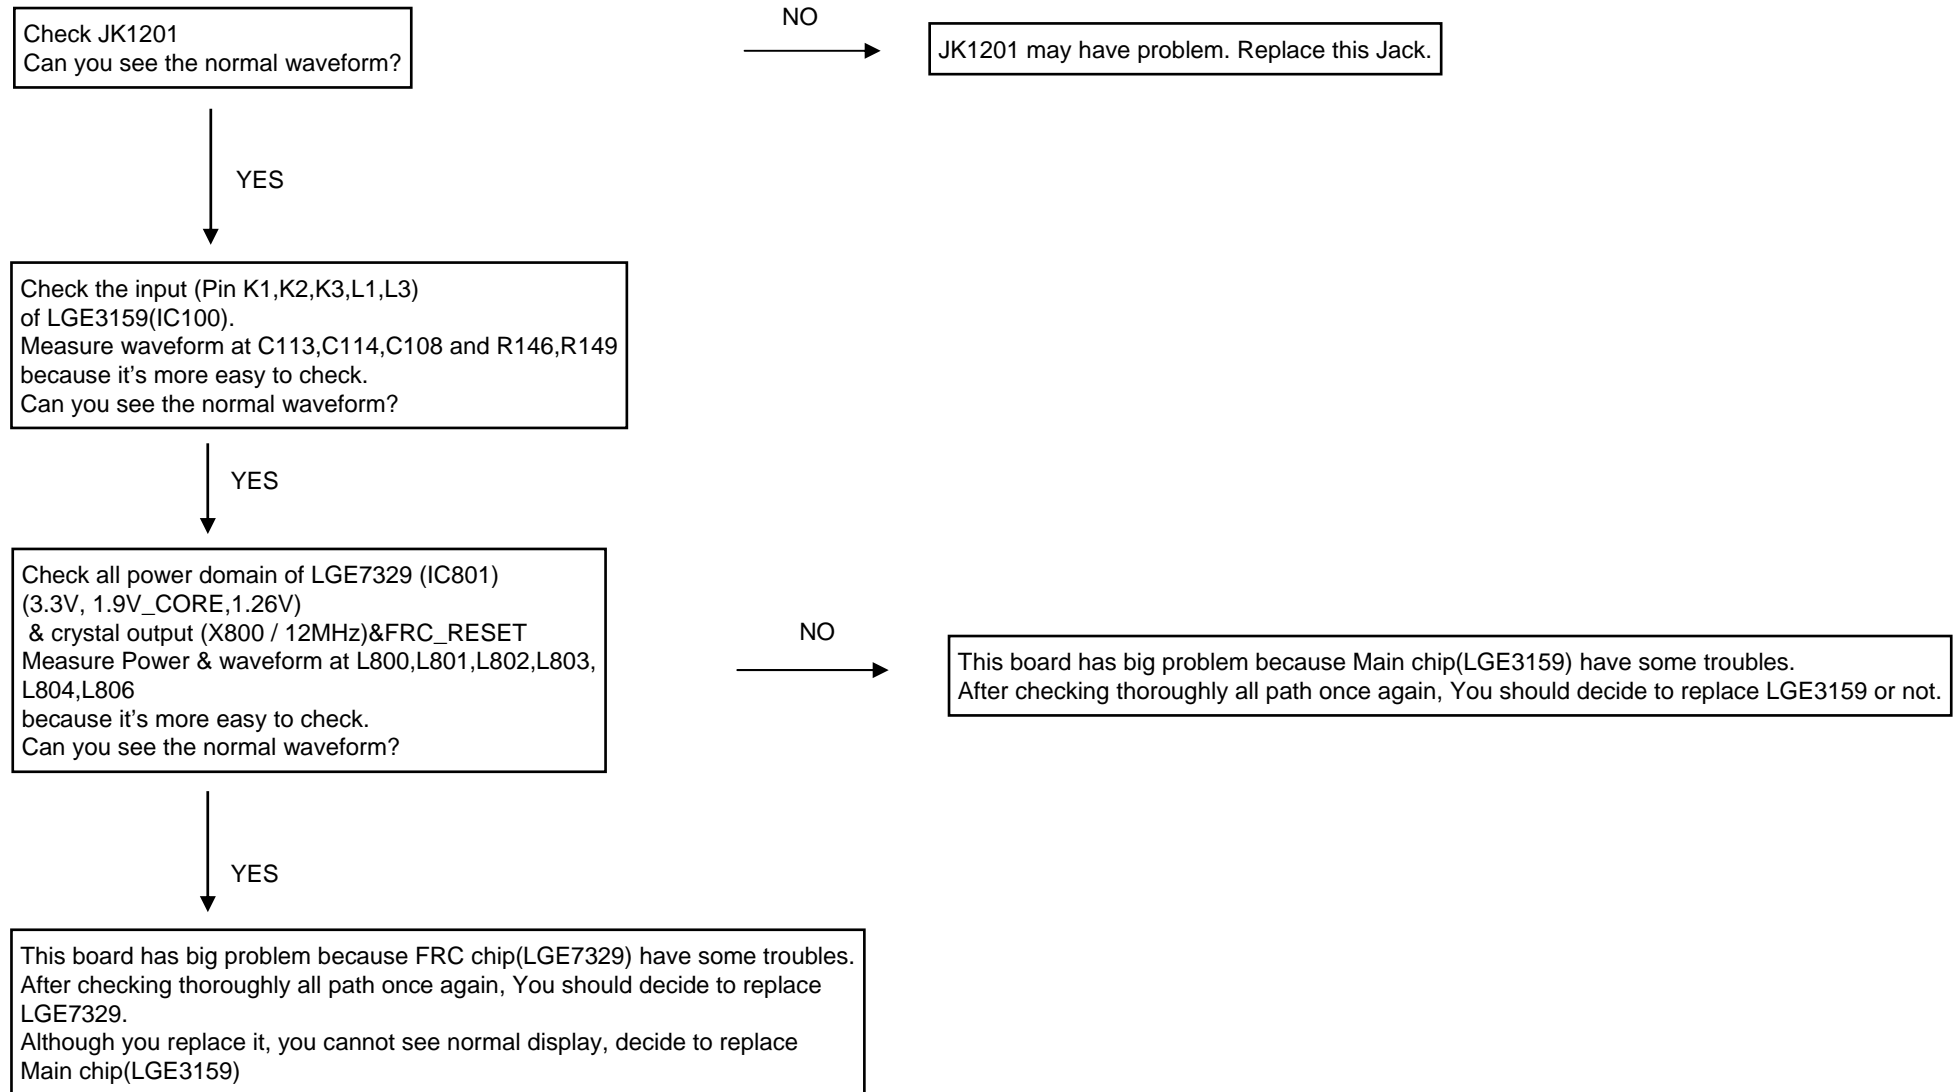 Check JK1201
Can you see the normal waveform?
NO
JK1201 may have problem. Replace this Jack.
YES
Check the input (Pin K1,K2,K3,L1,L3)
of LGE3159(IC100).
Measure waveform at C113,C114,C108 and R146,R149
because it’s more easy to check.
Can you see the normal waveform?
YES
Check all power domain of LGE7329 (IC801)
(3.3V, 1.9V_CORE,1.26V)
& crystal output (X800 / 12MHz)&FRC_RESET
Measure Power & waveform at L800,L801,L802,L803,
L804,L806
because it’s more easy to check.
Can you see the normal waveform?
NO
This board has big problem because Main chip(LGE3159) have some troubles.
After checking thoroughly all path once again, You should decide to replace LGE3159 or not.
YES
This board has big problem because FRC chip(LGE7329) have some troubles.
After checking thoroughly all path once again, You should decide to replace
LGE7329.
Although you replace it, you cannot see normal display, decide to replace
Main chip(LGE3159)